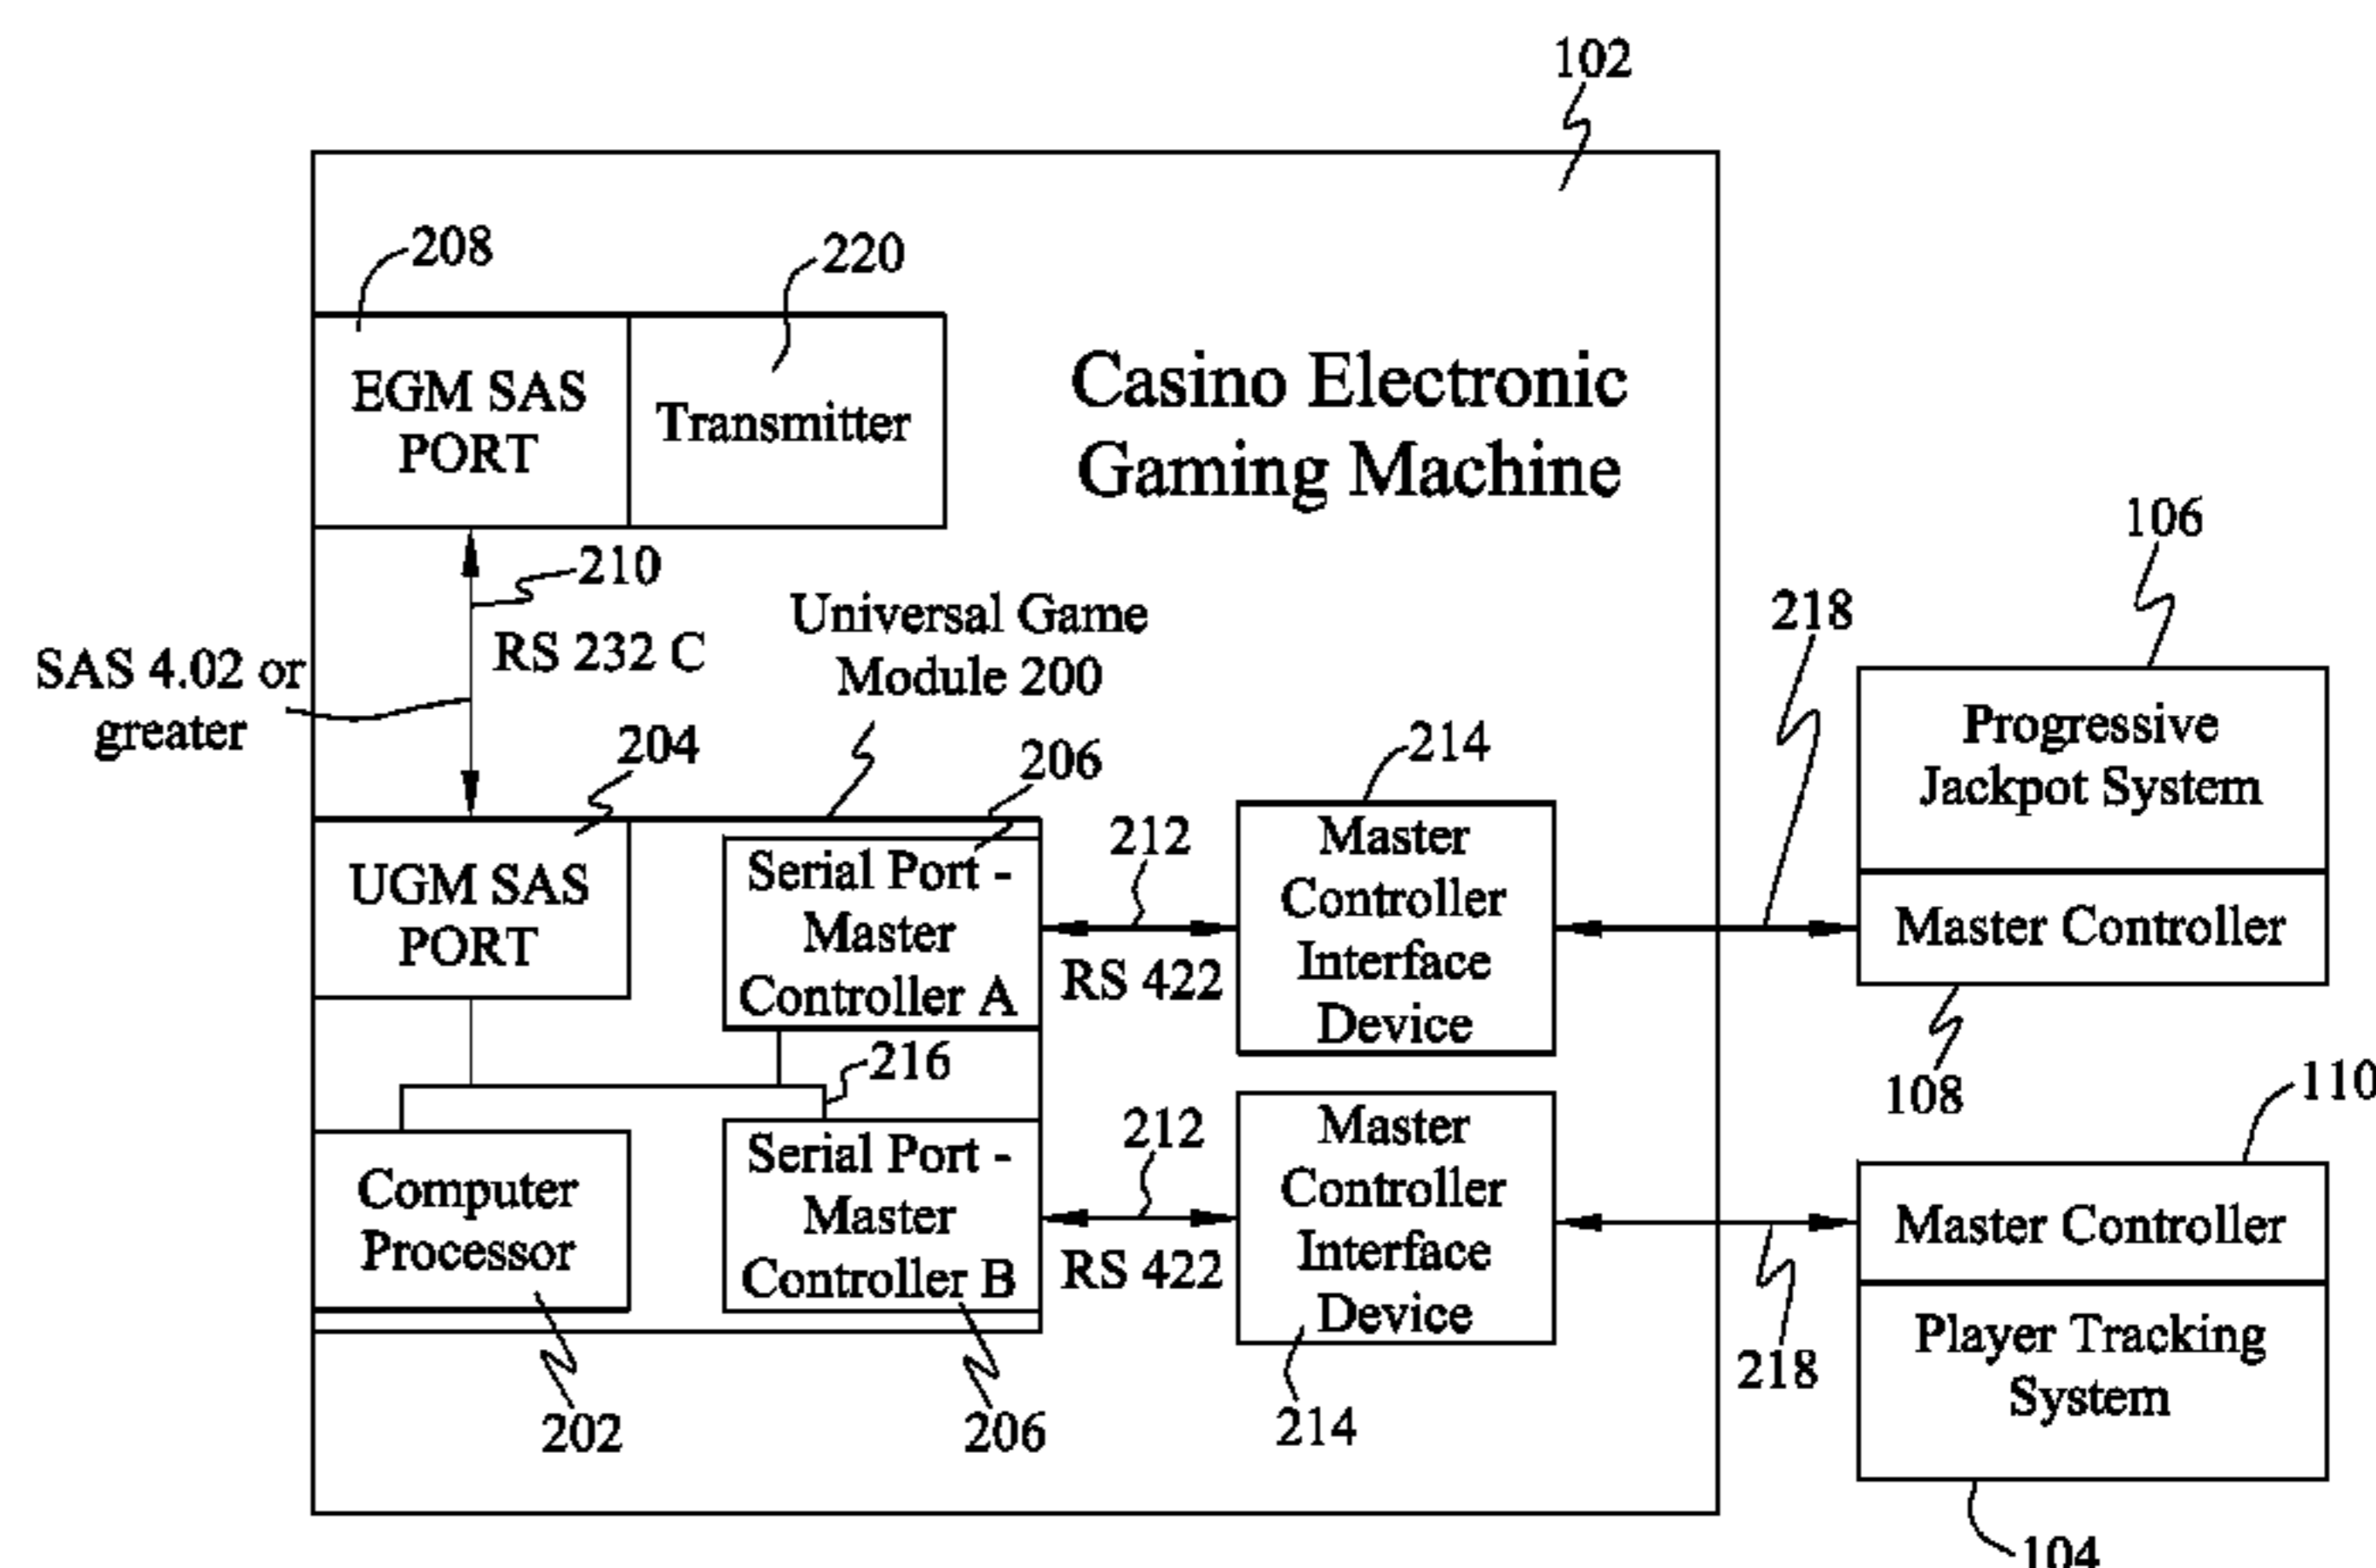 102
208
220
EGM SAS
PORT
Transmitter
Casino Electronic
Gaming Machine
106
210
RS 232 C
SAS 4.02 or
greater
Universal Game
Module 200
218
204
206
214
Progressive
Jackpot System
Master Controller
108
UGM SAS
PORT
Serial Port -
Master
Controller A
212
RS 422
Master
Controller
Interface
Device
216
110
Computer
Processor
Serial Port -
Master
Controller B
212
RS 422
Master
Controller
Interface
Device
Master Controller
Player Tracking
System
218
202
206
214
104